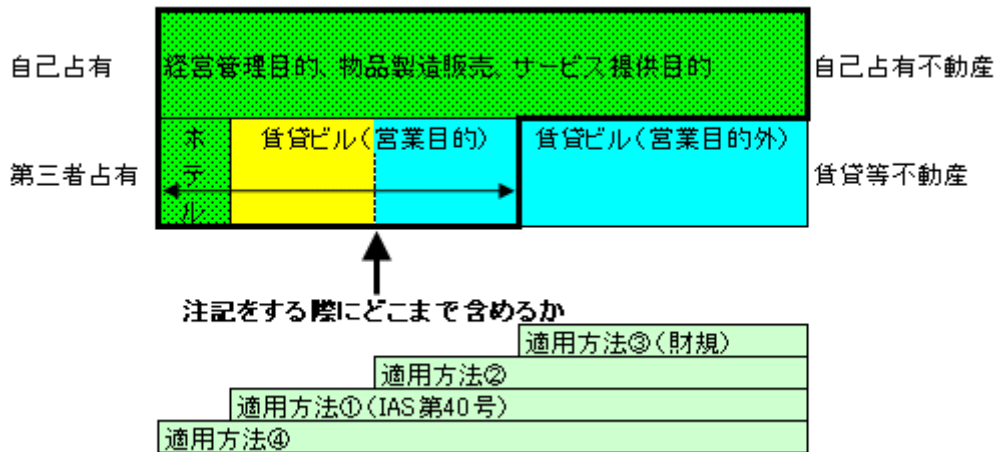 自己占有
経営管理目的、物品製造販売、サービス提供目的
自己占有不動産
第三者占有
ホテル
賃貸ビル(営業目的)
賃貸ビル(営業目的外)
賃貸等不動産
注記をする際にどこまで含めるか
適用方法③(財規)
適用方法②
適用方法①(IAS第40号)
適用方法④